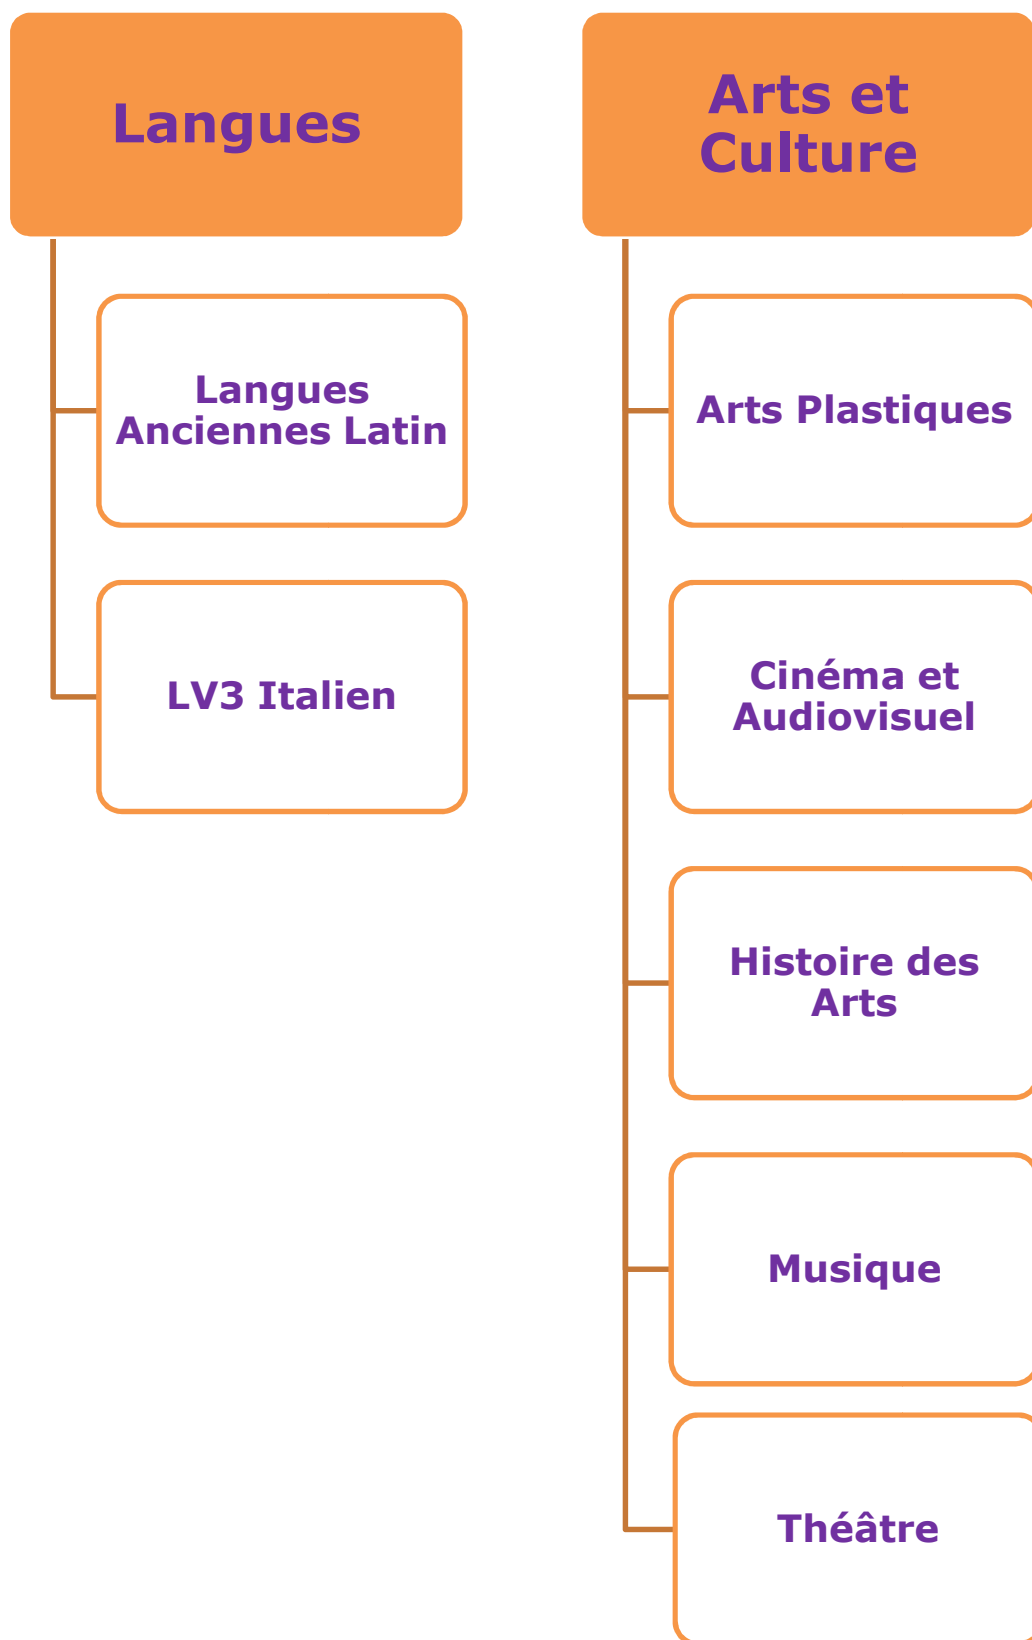 Langues
Langues
Anciennes Latin
LV3 Italien
Arts et
Culture
Arts Plastiques
Cinéma et
Audiovisuel
Histoire des
Arts
Musique
Théâtre